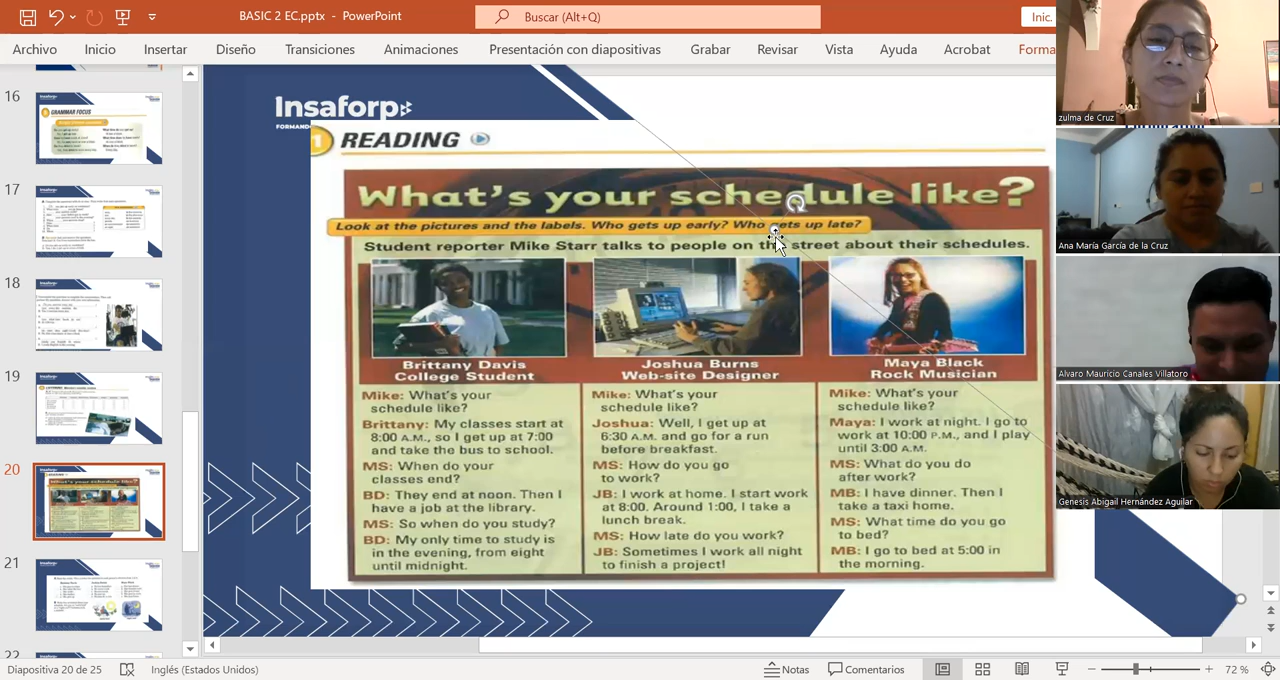 BASIC 2 EC.pptx - PowerPoint
Buscar (Alt+Q)
Inic.
Archivo Inicio Insertar Diseño Transiciones Animaciones Presentación con diapositivas Grabar Revisar Vista Ayuda Acrobat Forma
16
GRAMMAR FOCUS
17
18
19
20
21
22
Insaforp
READING
What's your schedule like?
Look at the pictures and the labels. Who gets up early? Who gets up late?
Student reporter Mike Starr talks to people on the street about their schedules.
Brittany Davis
College Student
Mike: What's your
schedule like?
Brittany: My classes start at
8:00 A.M., so I get up at 7:00
and take the bus to school.
MS: When do your
classes end?
BD: They end at noon. Then I
have a job at the library.
MS: So when do you study?
BD: My only time to study is
in the evening, from eight
until midnight.
Joshua Burns
Web-site Designer
Mike: What's your
schedule like?
Joshua: Well, I get up at
6:30 A.M. and go for a run
before breakfast.
MS: How do you go
to work?
JB: I work at home. I start work
at 8:00. Around 1:00, I take a
lunch break.
MS: How late do you work?
JB: Sometimes I work all night
to finish a project!
Maya Black
Rock Musician
Mike: What's your
schedule like?
Maya: I work at night. I go to
work at 10:00 P.M., and I play
until 3:00 A.M.
MS: What do you do
after work?
MB: I have dinner. Then I
take a taxi home.
MS: What time do you go
to bed?
MB: I go to bed at 5:00 in
the morning.
zulma de Cruz
Ana María García de la Cruz
Alvaro Mauricio Canales Villatoro
Genesis Abigail Hernández Aguilar
Diapositiva 20 de 25
Inglés (Estados Unidos)
Notas
Comentarios
72 %